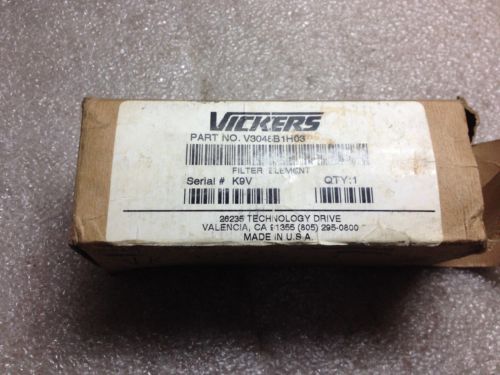 VICKERS
PART NO. V3046B1H03
FILTER ELEMENT
Serial # K9V QTY:1
26235 TECHNOLOGY DRIVE
VALENCIA, CA 91355 (805) 295-0800
MADE IN U.S.A.